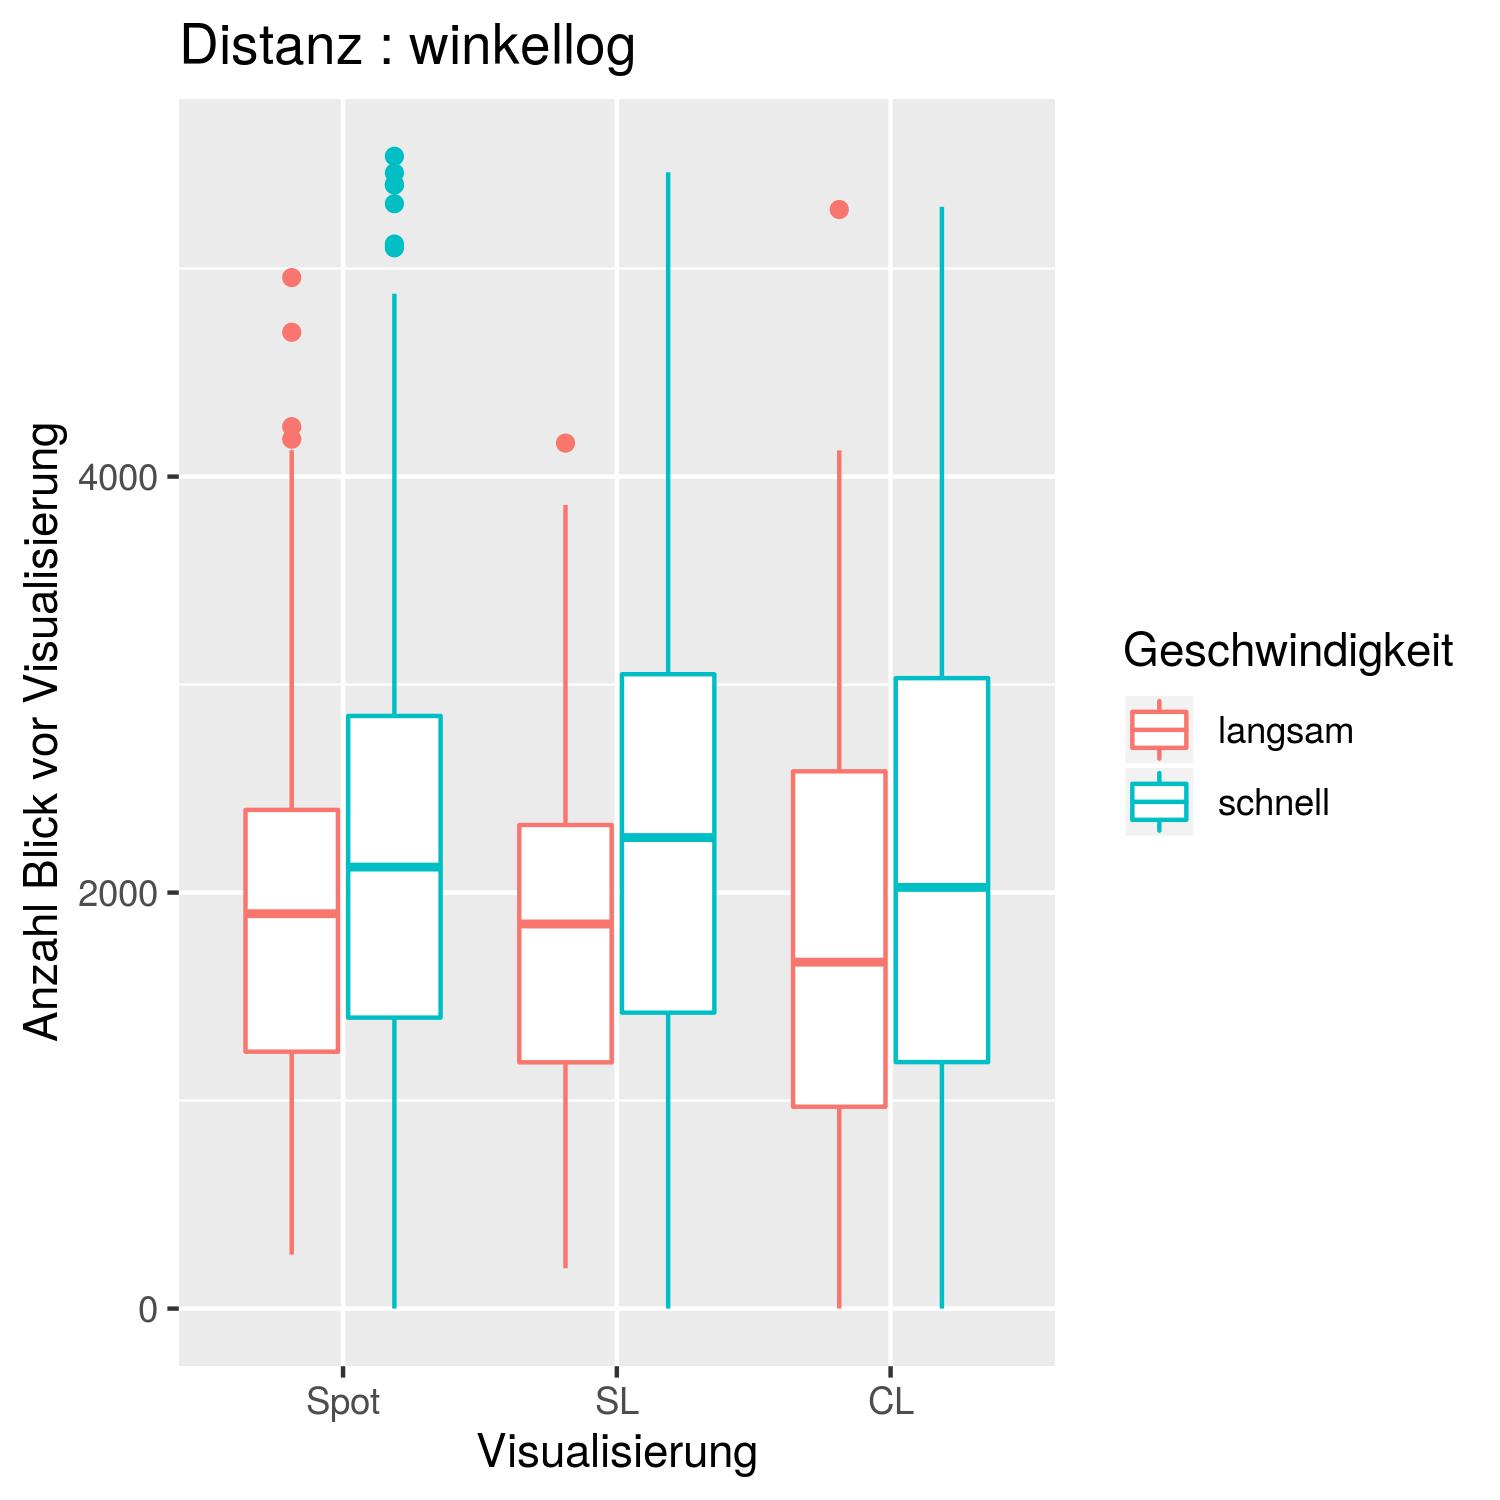 Distanz : winkellog
Anzahl Blick vor Visualisierung
4000
2000
0
Spot
SL
CL
Visualisierung
Geschwindigkeit
langsam
schnell